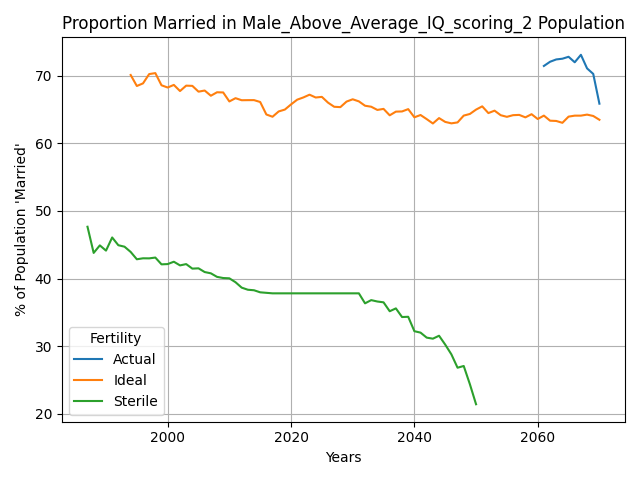 Proportion Married in Male_Above_Average_IQ_scoring_2 Population
% of Population 'Married'
70
60
50
40
30
20
Fertility
Actual
Ideal
Sterile
2000
2020
2040
2060
Years